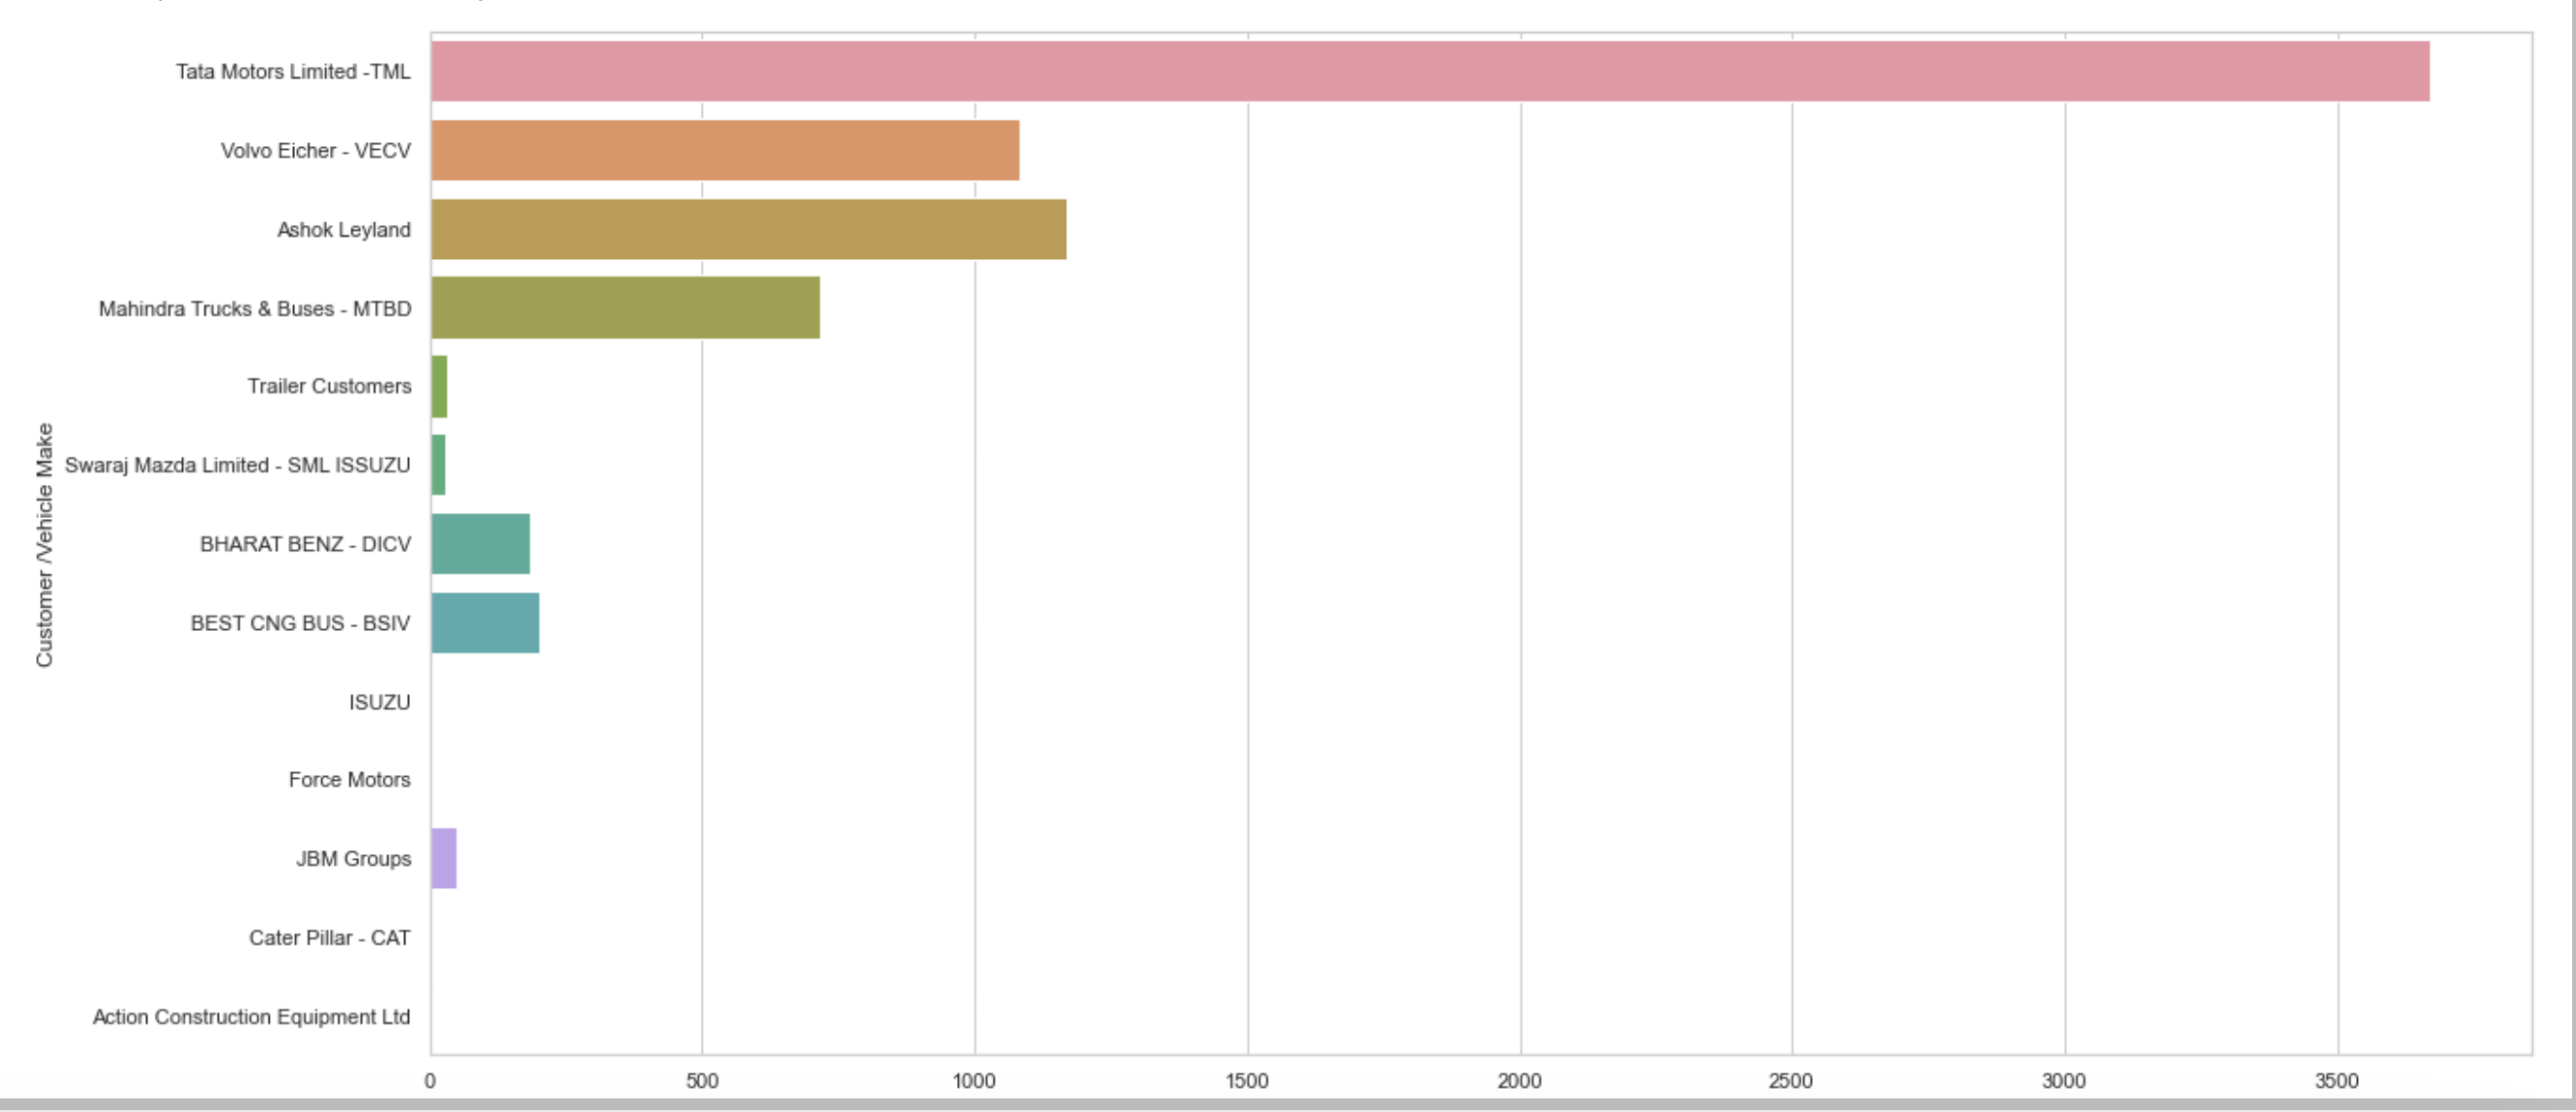 Tata Motors Limited -TML
Volvo Eicher - VECV
Ashok Leyland
Mahindra Trucks & Buses - MTBD
Trailer Customers
Swaraj Mazda Limited - SML ISSUZU
BHARAT BENZ - DICV
BEST CNG BUS - BSIV
ISUZU
Force Motors
JBM Groups
Cater Pillar - CAT
Action Construction Equipment Ltd
Customer /Vehicle Make
0 500 1000 1500 2000 2500 3000 3500